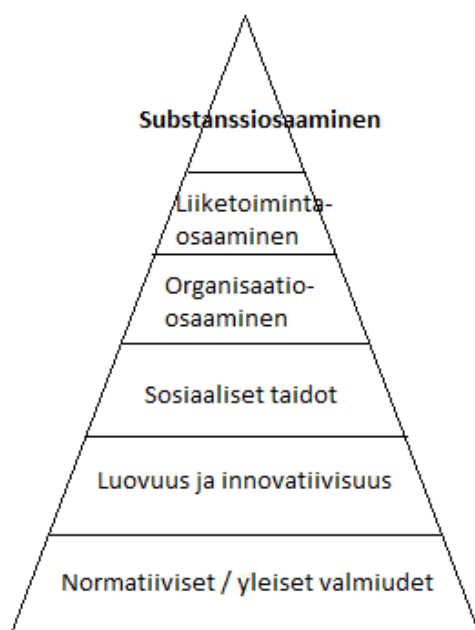 Substanssiosaaminen
Liiketoiminta-
osaaminen
Organisaatio-
osaaminen
Sosiaaliset taidot
Luovuus ja innovatiivisuus
Normatiiviset / yleiset valmiudet